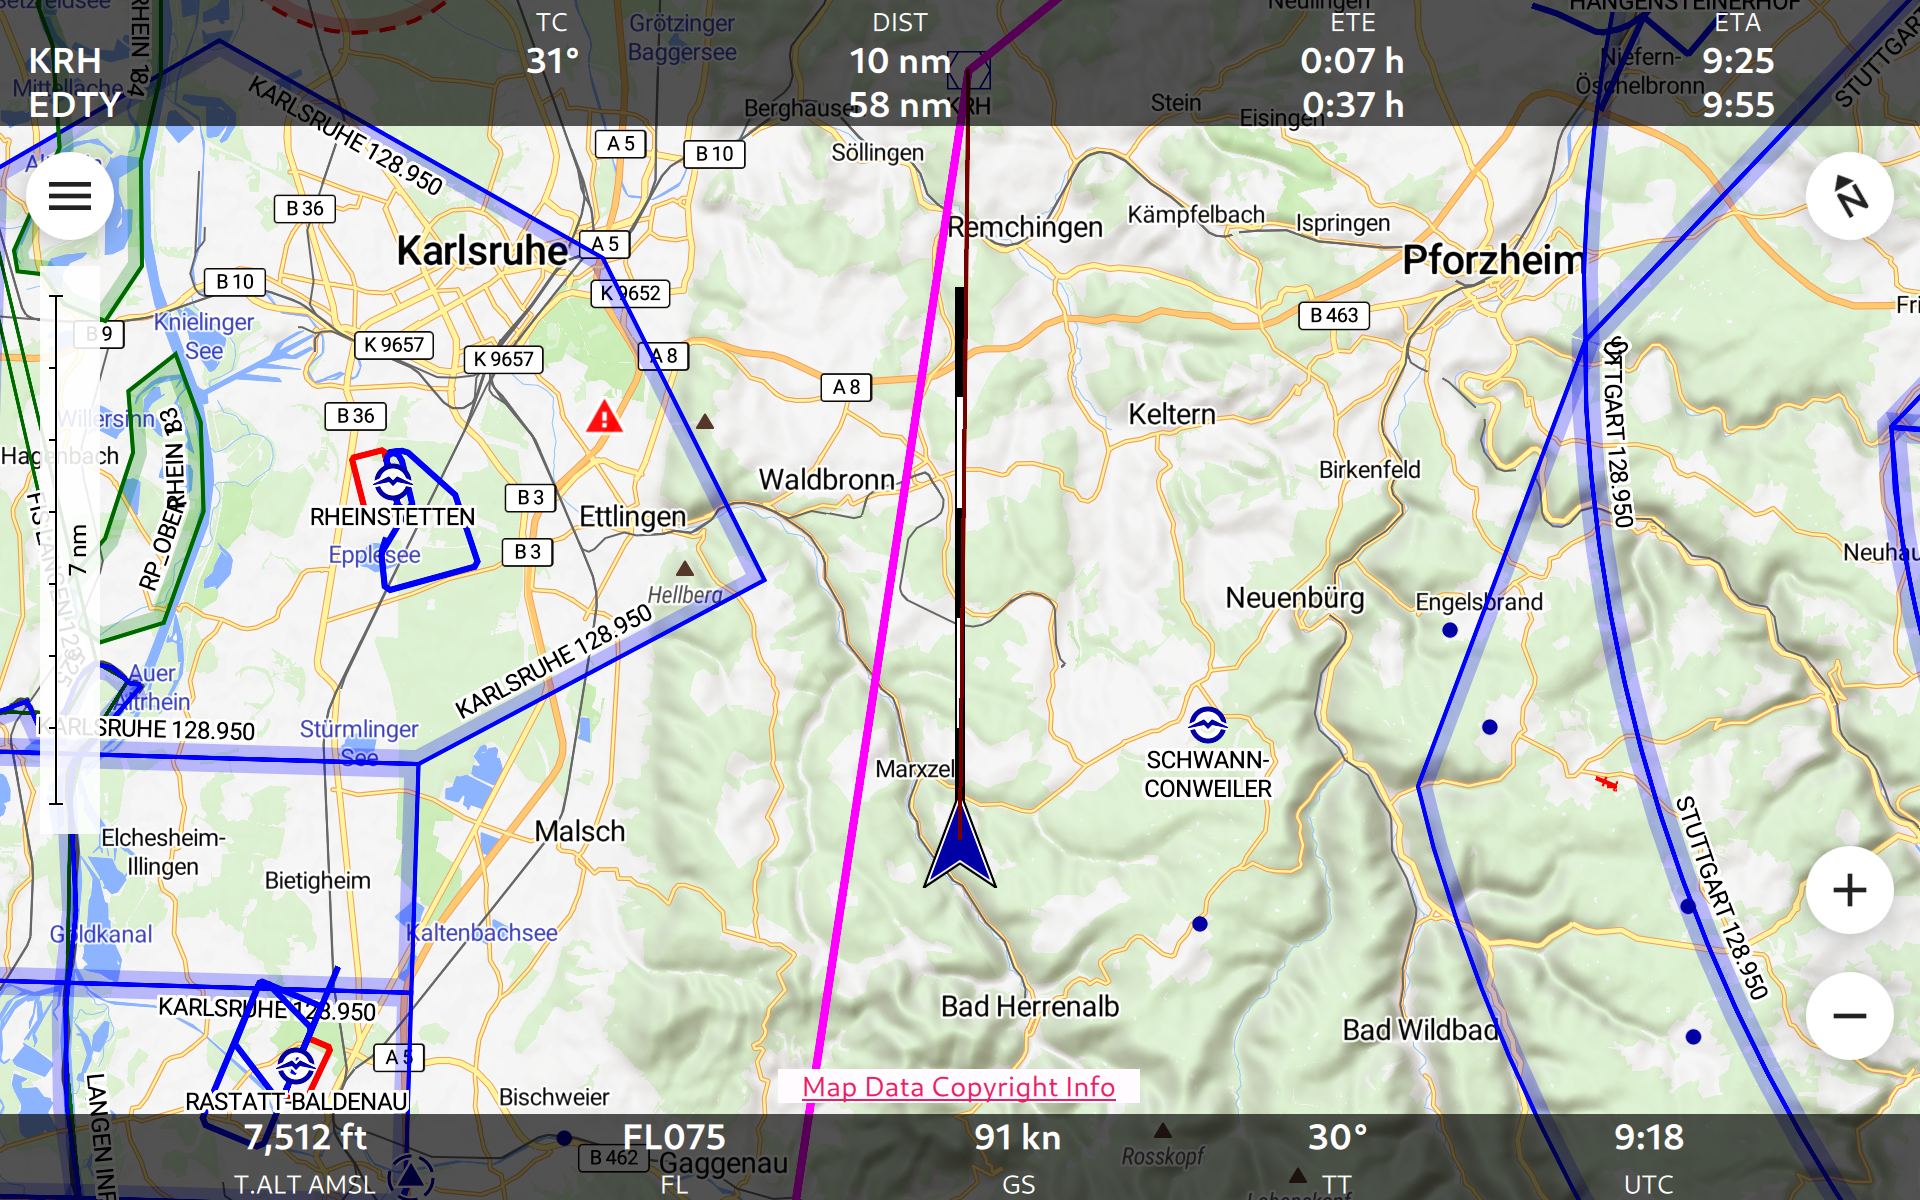 KRH
EDTY
TC
31°
DIST
10 nm
58 nm
ETE
0:07 h
0:37 h
ETA
9:25
9:55
Grötzinger
Baggersee
Neulingen
HANGENSTEINERHOF
Niefern-
Öschelbronn
STUTTGART
KRH
Stein
Eisingen
Söllingen
KARLSRUHE 128.950
A 5
B 10
B 36
Karlsruhe
A 5
B 10
K 9652
Remchingen
Kämpfelbach
Ispringen
Pforzheim
B 9
Knielinger
See
K 9657
K 9657
A 8
A 8
B 463
B 36
Keltern
Birkenfeld
Hagenbach
RP_OBERRHEIN B3
RHEINSTETTEN
Epplesee
B 3
B 3
Ettlingen
Waldbronn
Hellberg
7 nm
STUTTGART 128.950
Neuenbürg
Engelsbrand
KARLSRUHE 128.950
Auer
Altrhein
KARLSRUHE 128.950
Stürmlinger
See
Marxzel
SCHWANN-
CONWEILER
Elchesheim-
Illingen
Malsch
Bietigheim
STUTTGART 128.950
Goldkanal
Kaltenbachsee
KARLSRUHE 128.950
Bad Herrenalb
Bad Wildbad
A 5
RASTATT-BALDENAU
Bischweier
LANGEN INF
Map Data Copyright Info
B 462
Gaggenau
Rosskopf
7,512 ft
T.ALT AMSL
FL075
FL
91 kn
GS
30°
TT
9:18
UTC